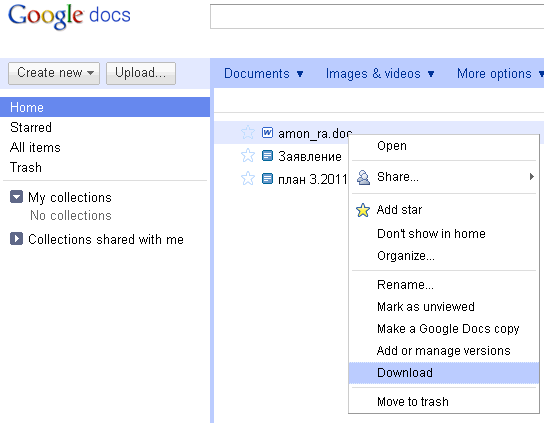 Google docs
Create new
Upload...
Documents
Images & videos
More options
Home
Starred
All items
Trash
My collections
No collections
Collections shared with me
W amon_ra.doc
Заявление
план 3.2011
Open
Share...
Add star
Don't show in home
Organize...
Rename...
Mark as unviewed
Make a Google Docs copy
Add or manage versions
Download
Move to trash